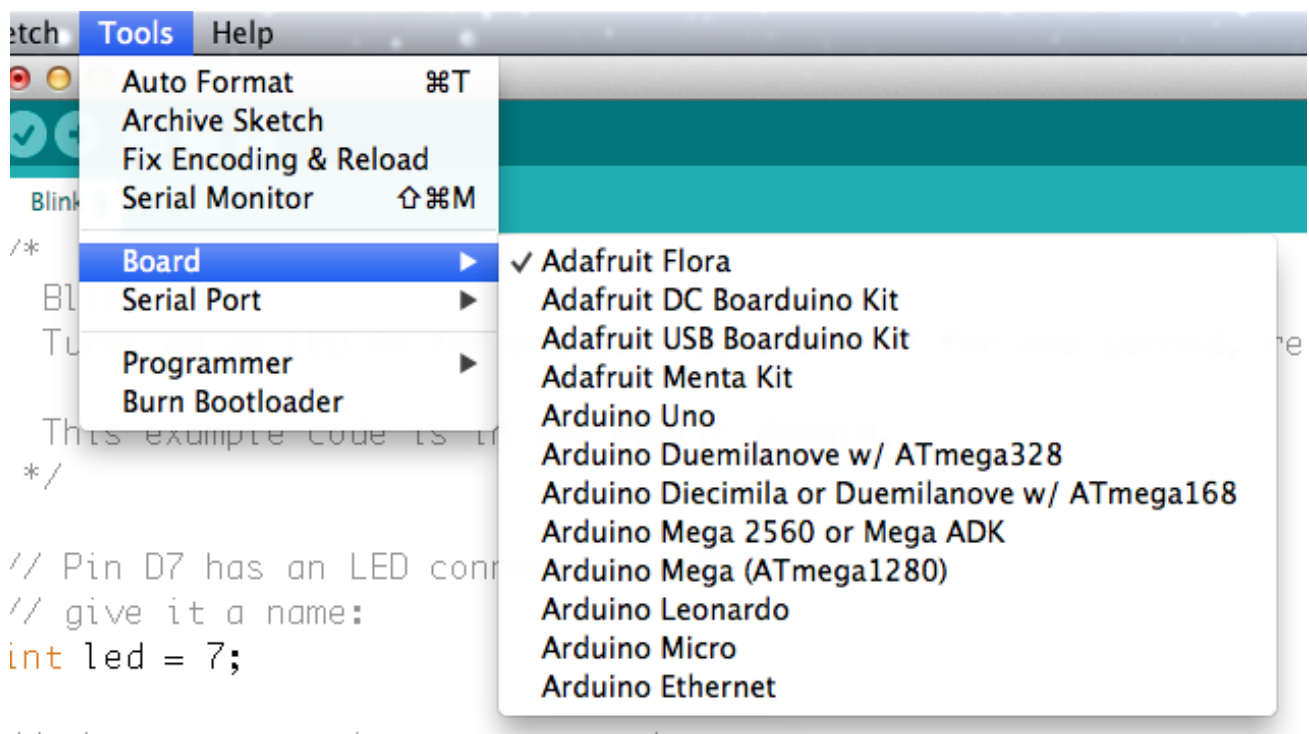 etch Tools Help
Auto Format ⌘T
Archive Sketch
Fix Encoding & Reload
Serial Monitor ⇧⌘M
Board
Serial Port
Programmer
Burn Bootloader
✓ Adafruit Flora
Adafruit DC Boarduino Kit
Adafruit USB Boarduino Kit
Adafruit Menta Kit
Arduino Uno
Arduino Duemilanove w/ ATmega328
Arduino Diecimila or Duemilanove w/ ATmega168
Arduino Mega 2560 or Mega ADK
Arduino Mega (ATmega1280)
Arduino Leonardo
Arduino Micro
Arduino Ethernet
Blink
/*
Bl
Tu for one second, re
This example code is in
*/
// Pin D7 has an LED conn
// give it a name:
int led = 7;